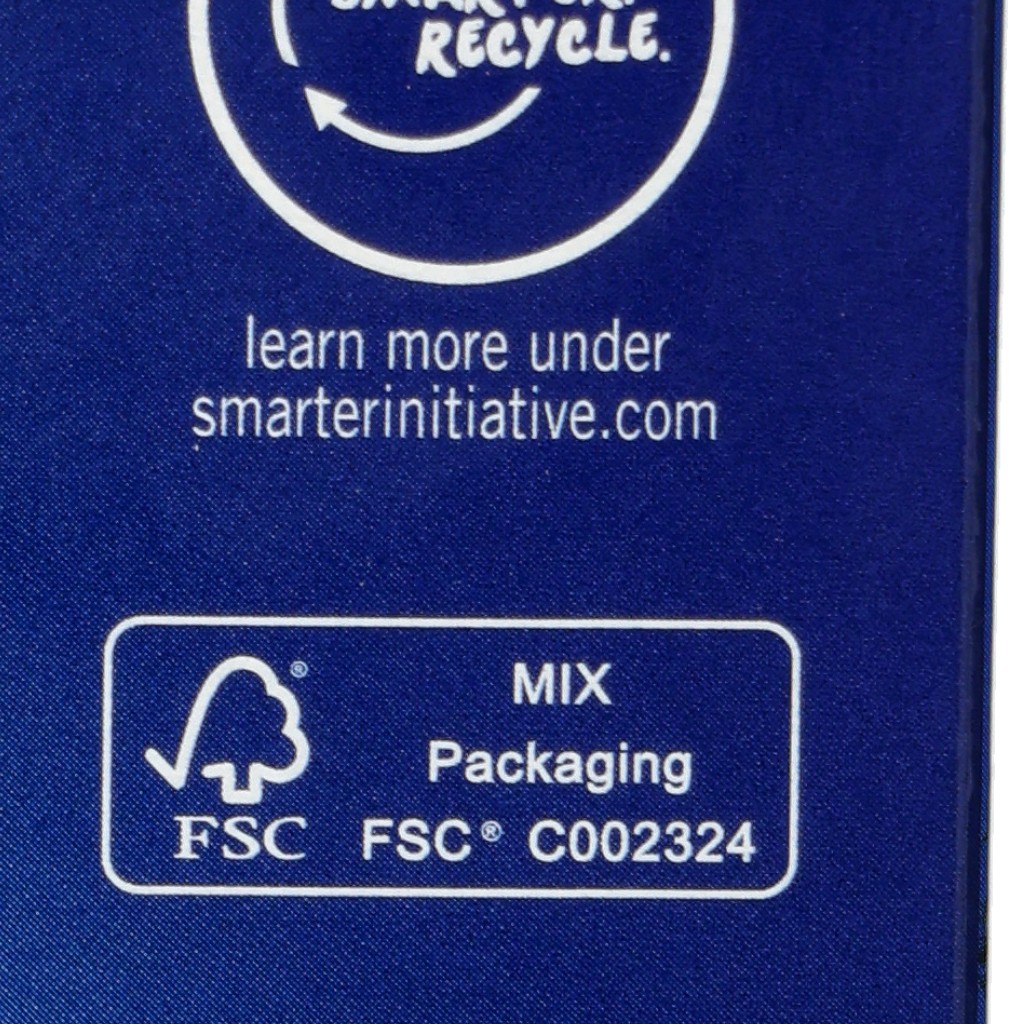 RECYCLE.
learn more under
smarterinitiative.com
®
MIX
Packaging
FSC FSC® C002324